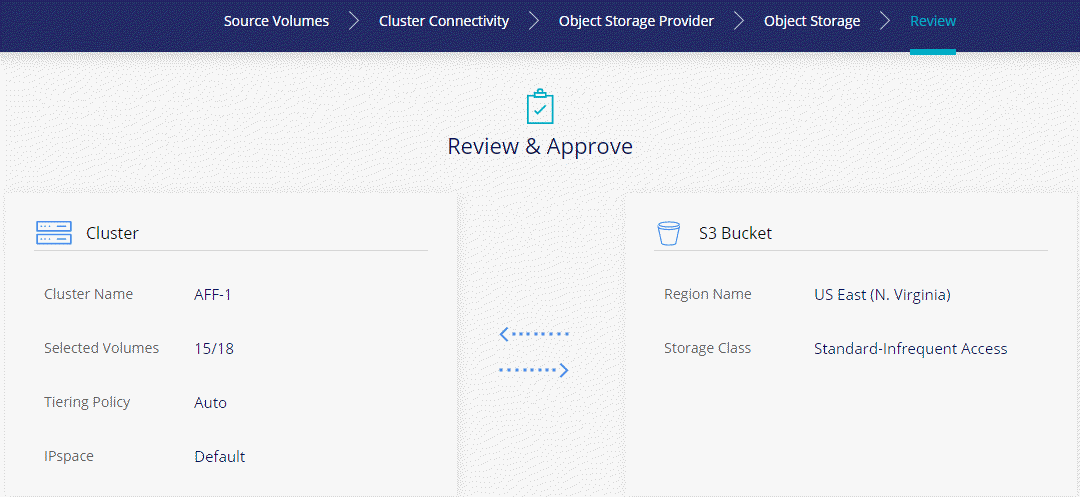 Source Volumes Cluster Connectivity Object Storage Provider Object Storage Review
Review & Approve
Cluster
Cluster Name AFF-1
Selected Volumes 15/18
Tiering Policy Auto
IPspace Default
S3 Bucket
Region Name US East (N. Virginia)
Storage Class Standard-Infrequent Access